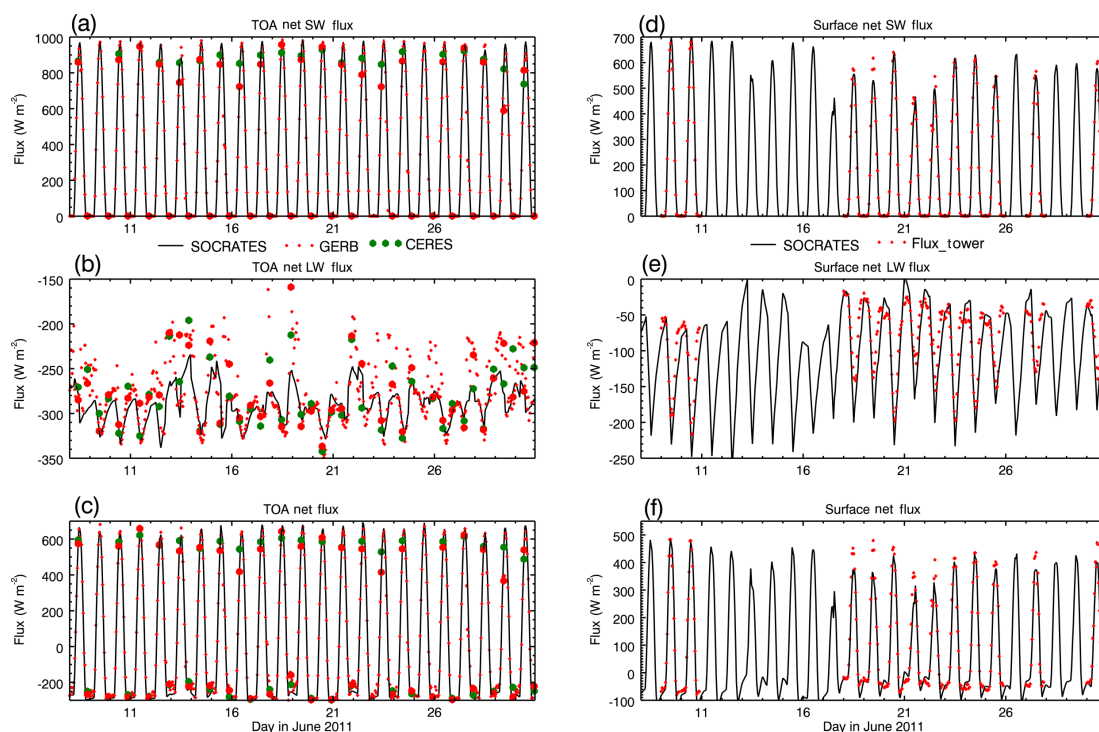 (a)
TOA net SW flux
1000
800
600
400
200
0
Flux (W m-2)
11
16
21
26
SOCRATES
GERB
CERES
(b)
TOA net LW flux
-150
-200
-250
-300
-350
Flux (W m-2)
11
16
21
26
(c)
TOA net flux
600
400
200
0
-200
Flux (W m-2)
11
16
21
26
Day in June 2011
(d)
Surface net SW flux
700
600
500
400
300
200
100
0
Flux (W m-2)
11
16
21
26
SOCRATES
Flux_tower
(e)
Surface net LW flux
0
-50
-100
-150
-200
-250
Flux (W m-2)
11
16
21
26
(f)
Surface net flux
500
400
300
200
100
0
-100
Flux (W m-2)
11
16
21
26
Day in June 2011